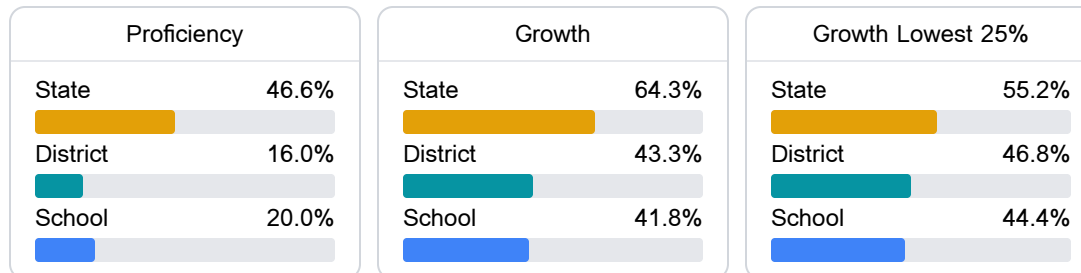 Proficiency
State 46.6%
District 16.0%
School 20.0%
Growth
State 64.3%
District 43.3%
School 41.8%
Growth Lowest 25%
State 55.2%
District 46.8%
School 44.4%